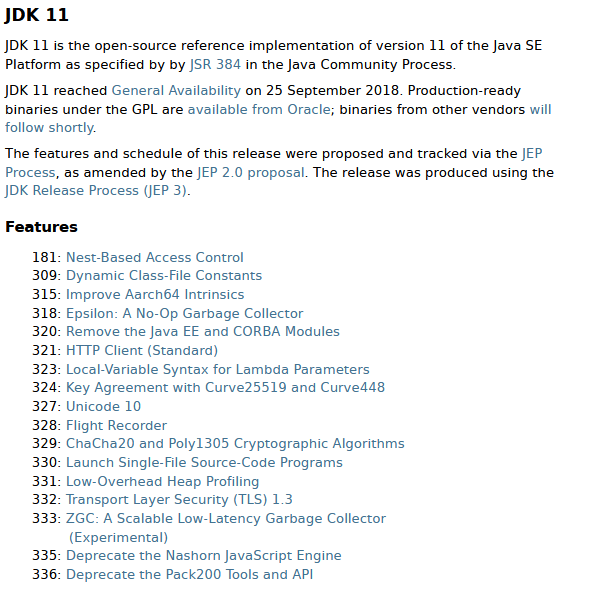 JDK 11
JDK 11 is the open-source reference implementation of version 11 of the Java SE
Platform as specified by by JSR 384 in the Java Community Process.
JDK 11 reached General Availability on 25 September 2018. Production-ready
binaries under the GPL are available from Oracle; binaries from other vendors will
follow shortly.
The features and schedule of this release were proposed and tracked via the JEP
Process, as amended by the JEP 2.0 proposal. The release was produced using the
JDK Release Process (JEP 3).
Features
181: Nest-Based Access Control
309: Dynamic Class-File Constants
315: Improve Aarch64 Intrinsics
318: Epsilon: A No-Op Garbage Collector
320: Remove the Java EE and CORBA Modules
321: HTTP Client (Standard)
323: Local-Variable Syntax for Lambda Parameters
324: Key Agreement with Curve25519 and Curve448
327: Unicode 10
328: Flight Recorder
329: ChaCha20 and Poly1305 Cryptographic Algorithms
330: Launch Single-File Source-Code Programs
331: Low-Overhead Heap Profiling
332: Transport Layer Security (TLS) 1.3
333: ZGC: A Scalable Low-Latency Garbage Collector
(Experimental)
335: Deprecate the Nashorn JavaScript Engine
336: Deprecate the Pack200 Tools and API